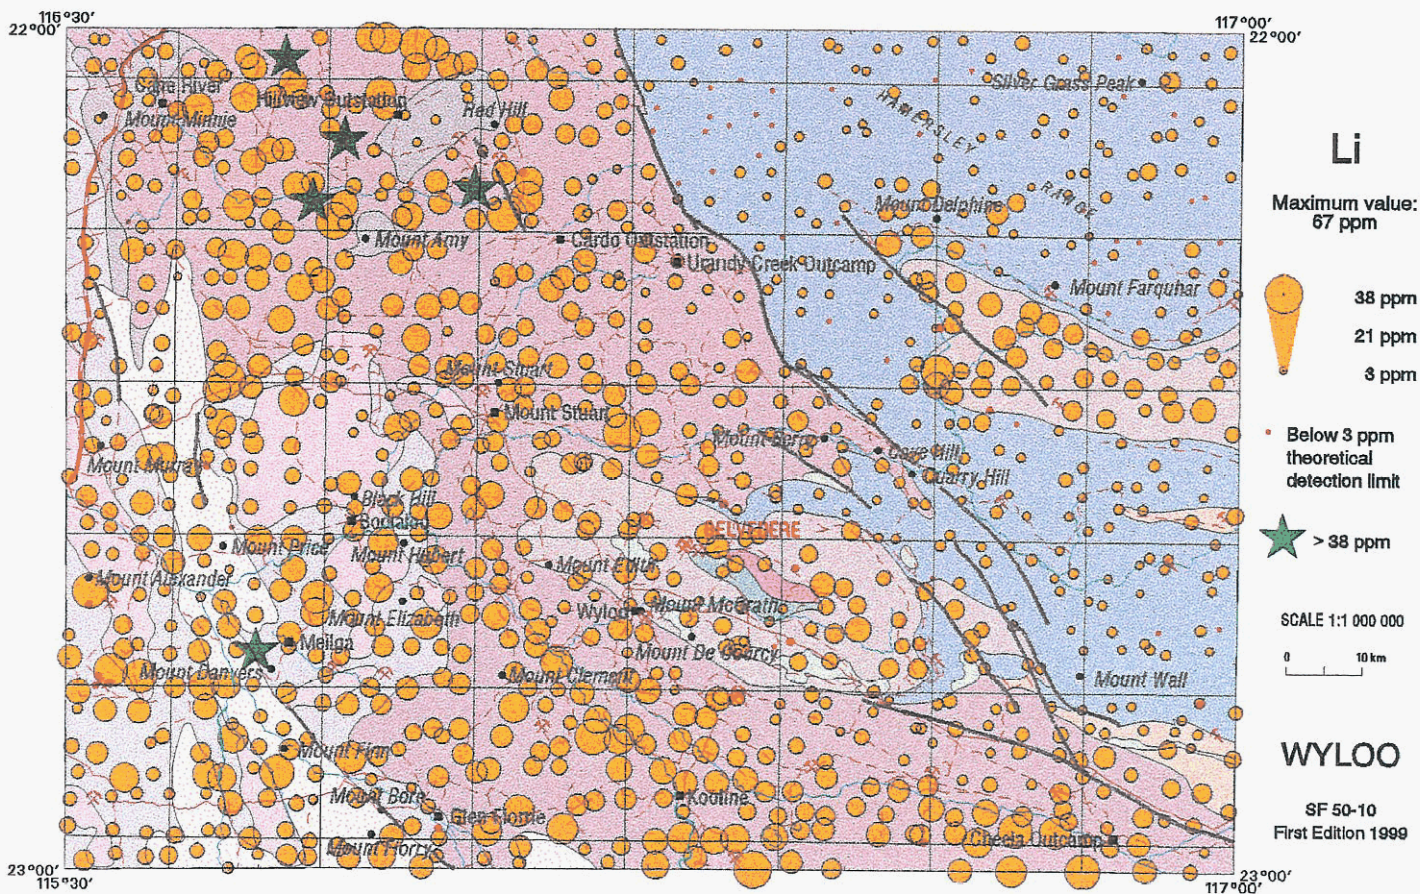 115°30'
22°00'
117°00'
22°00'
Cane River
Mount Minnie
Hillview Outstation
Red Hill
Silver Grass Peak
HAMERSLEY
RANGE
Mount Delphine
Mount Amy
Cardo Outstation
Urandy Creek Outcamp
Mount Farquhar
Mount Stuart
Mount Stuart
Mount Berry
Cave Hill
Quarry Hill
Mount Murray
Black Hill
Boolaloo
BELVEDERE
Mount Price
Mount Hubert
Mount Edith
Mount Alexander
Mount Elizabeth
Wyloo
Mount McGrath
Meilga
Mount De Courcy
Mount Danvers
Mount Clement
Mount Wall
Mount Finn
Mount Bore
Kooline
Glen Florrie
Mount Florry
Cheela Outcamp
115°30'
23°00'
23°00'
117°00'
Li
Maximum value:
67 ppm
38 ppm
21 ppm
3 ppm
Below 3 ppm
theoretical
detection limit
> 38 ppm
SCALE 1:1 000 000
0 10 km
WYLOO
SF 50-10
First Edition 1999